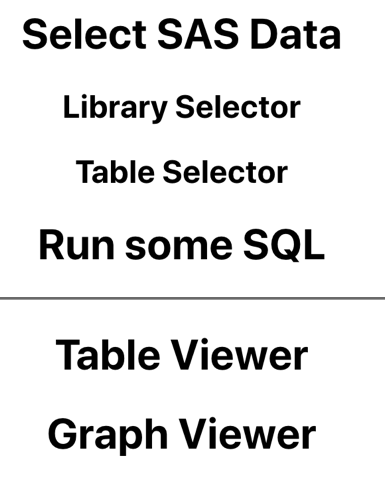 Select SAS Data
Library Selector
Table Selector
Run some SQL
Table Viewer
Graph Viewer